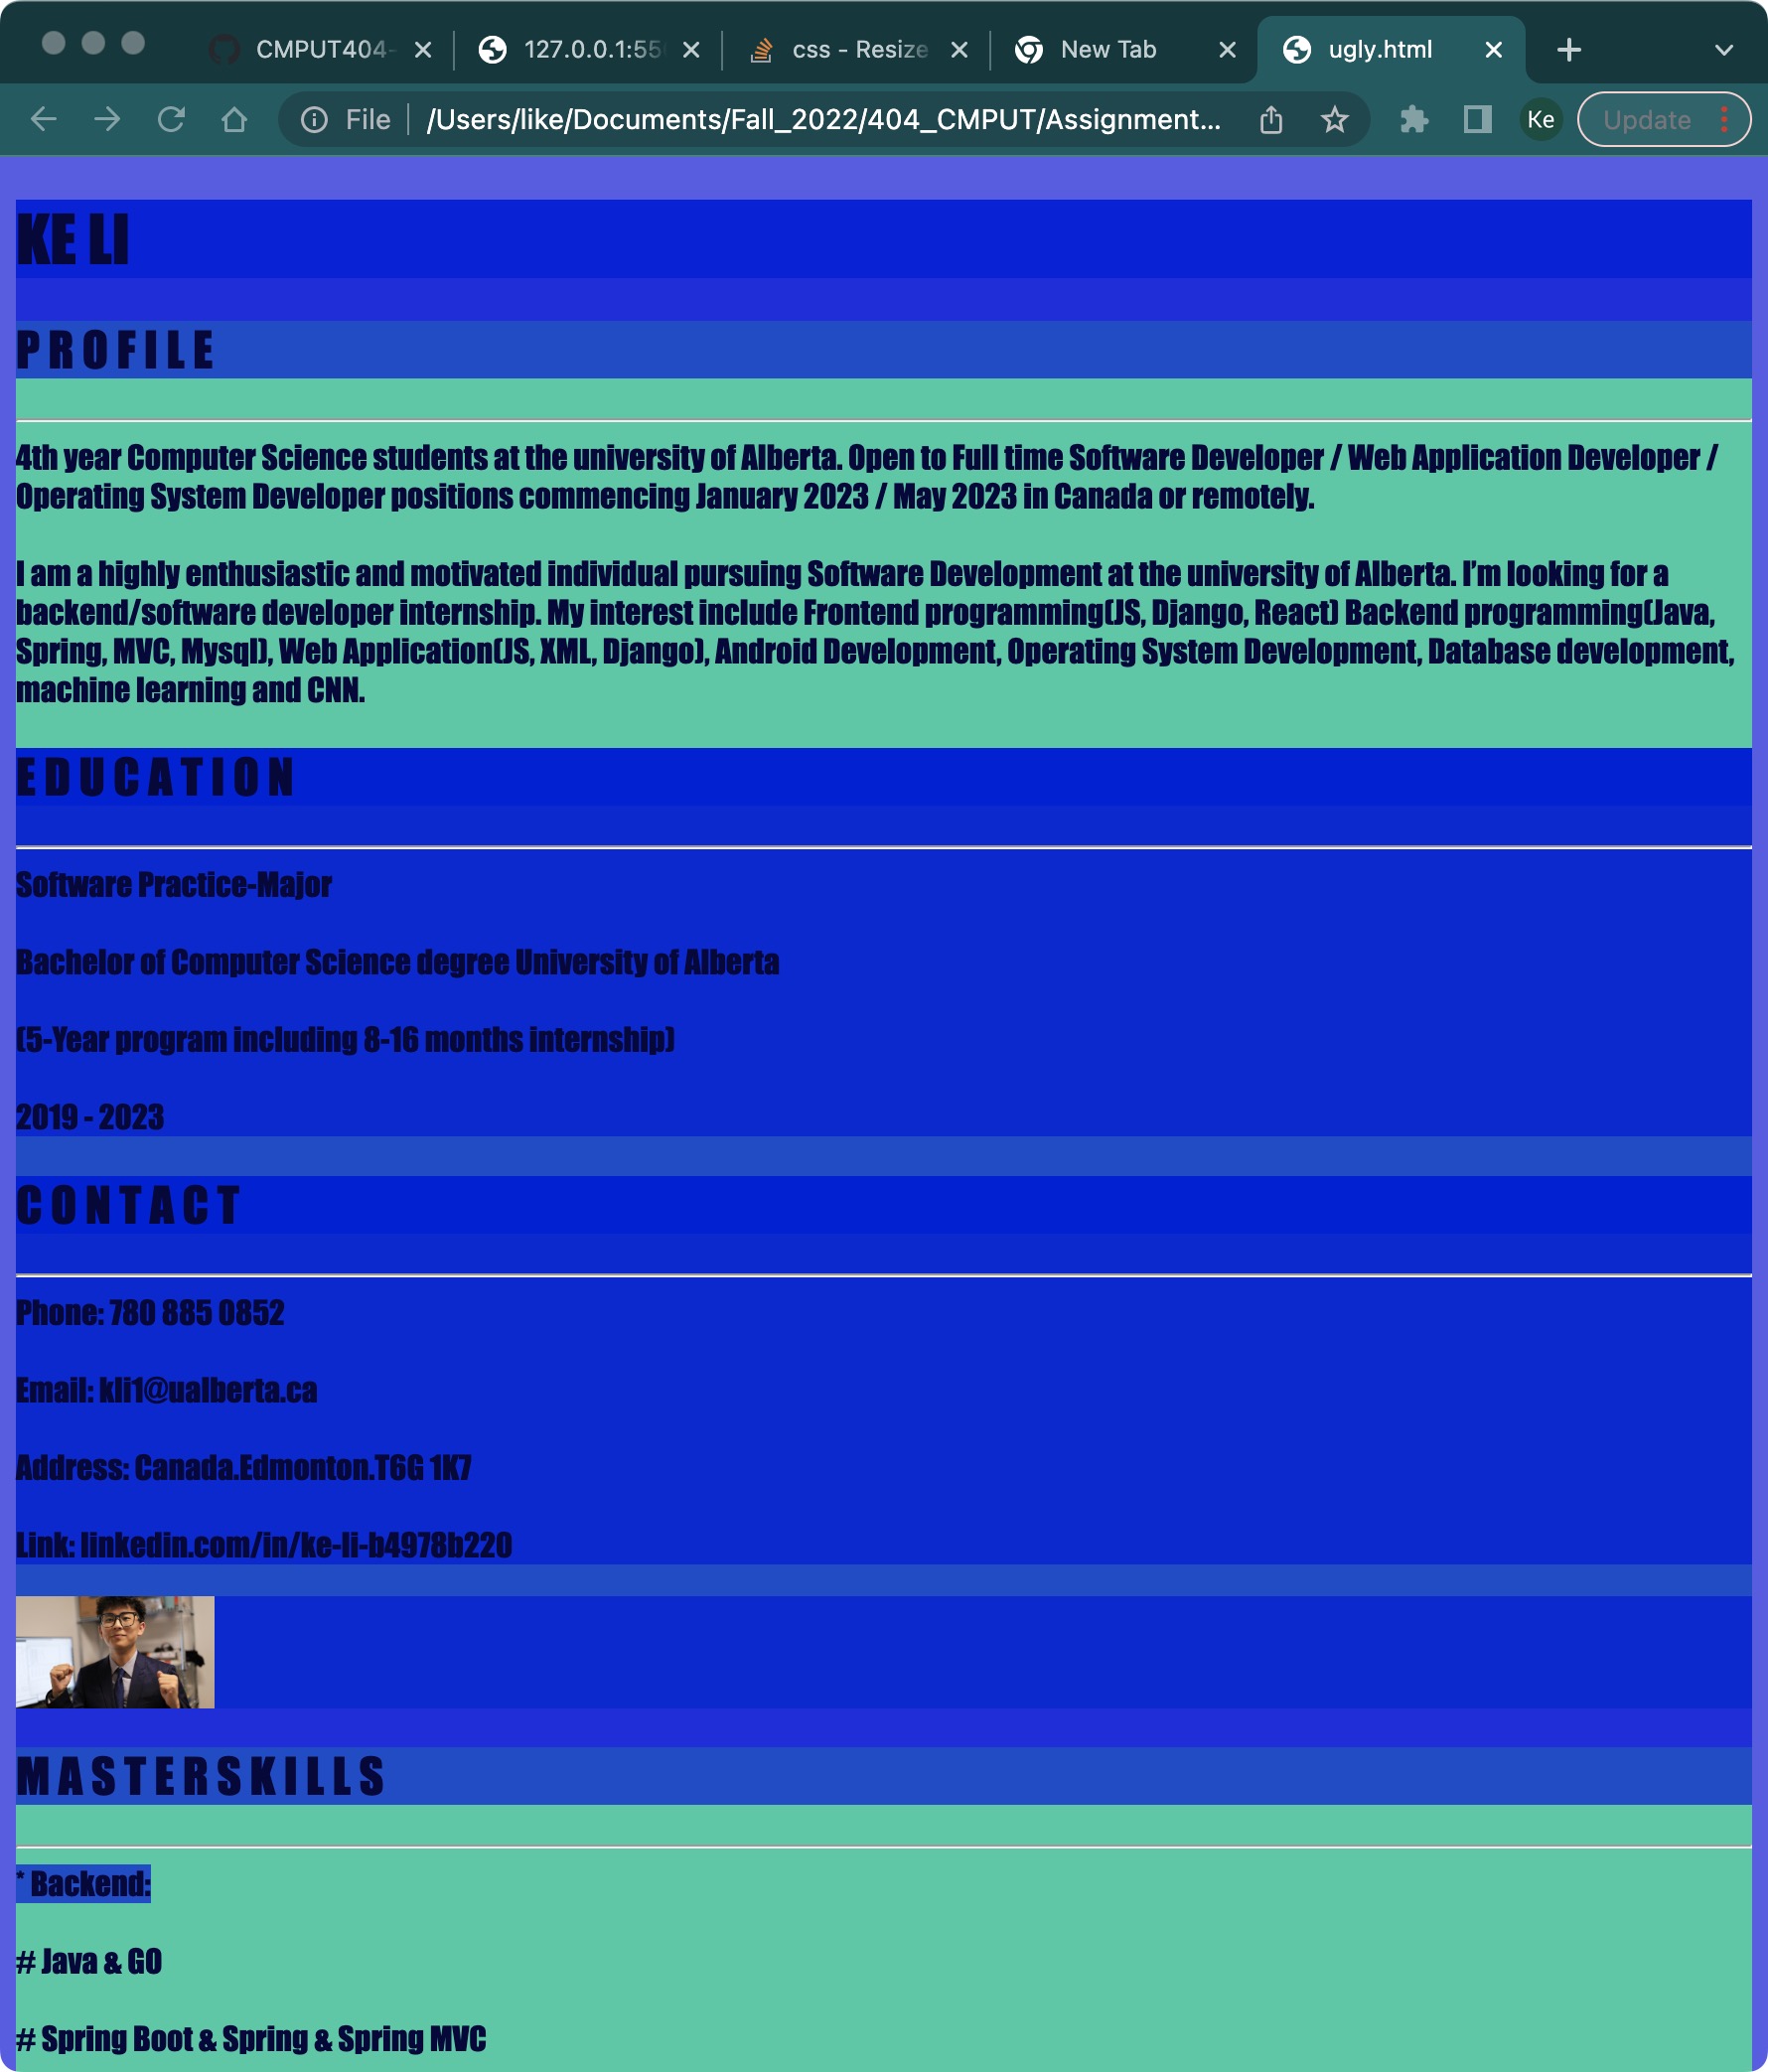 CMPUT404-
127.0.0.1:55
css - Resize
New Tab
ugly.html
File
/Users/like/Documents/Fall_2022/404_CMPUT/Assignment...
Ke
Update
KE LI
PROFILE
4th year Computer Science students at the university of Alberta. Open to Full time Software Developer / Web Application Developer /
Operating System Developer positions commencing January 2023 / May 2023 in Canada or remotely.
I am a highly enthusiastic and motivated individual pursuing Software Development at the university of Alberta. I’m looking for a
backend/software developer internship. My interest include Frontend programming(JS, Django, React) Backend programming(Java,
Spring, MVC, Mysql), Web Application(JS, XML, Django), Android Development, Operating System Development, Database development,
machine learning and CNN.
EDUCATION
Software Practice-Major
Bachelor of Computer Science degree University of Alberta
(5-Year program including 8-16 months internship)
2019 - 2023
CONTACT
Phone: 780 885 0852
Email: kli1@ualberta.ca
Address: Canada.Edmonton.T6G 1K7
Link: linkedin.com/in/ke-li-b4978b220
MASTERSKILLS
* Backend:
# Java & GO
# Spring Boot & Spring & Spring MVC